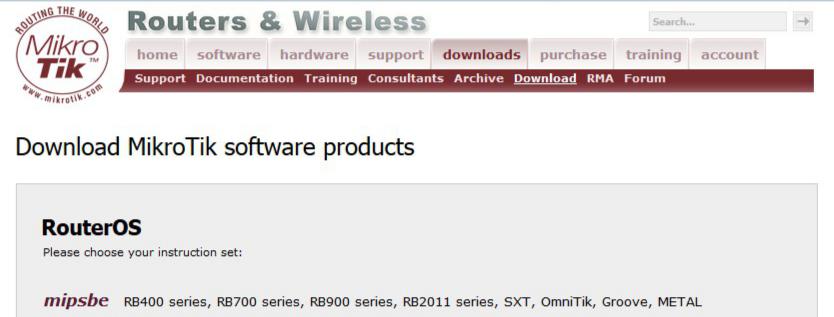 ROUTING THE WORLD
MikroTik™
www.mikrotik.com
Routers & Wireless
Search...
home software hardware support downloads purchase training account
Support Documentation Training Consultants Archive Download RMA Forum
Download MikroTik software products
RouterOS
Please choose your instruction set:
mipsbe RB400 series, RB700 series, RB900 series, RB2011 series, SXT, OmniTik, Groove, METAL